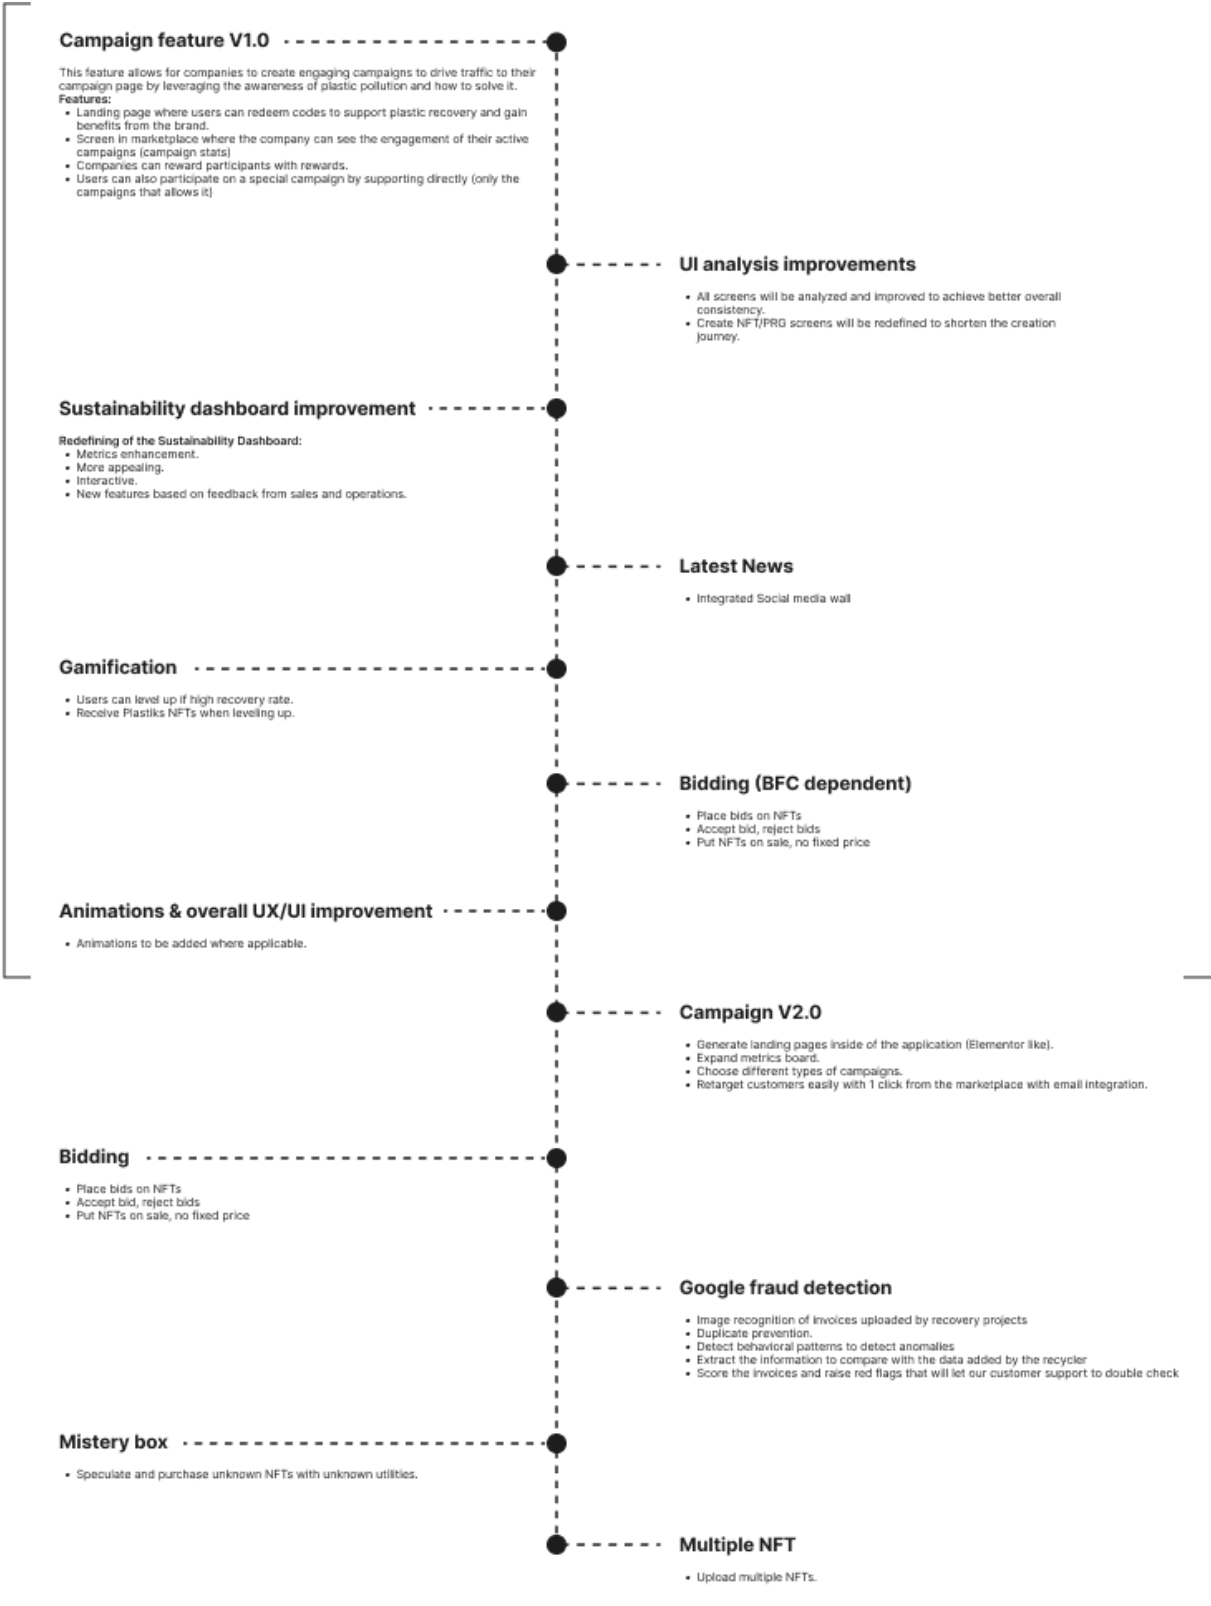 Campaign feature V1.0
This feature allows for companies to create engaging campaigns to drive traffic to their
campaign page by leveraging the awareness of plastic pollution and how to solve it.
Features:
• Landing page where users can redeem codes to support plastic recovery and gain
benefits from the brand.
• Screen in marketplace where the company can see the engagement of their active
campaigns (campaign stats)
• Companies can reward participants with rewards.
• Users can also participate on a special campaign by supporting directly (only the
campaigns that allows it)
UI analysis improvements
• All screens will be analyzed and improved to achieve better overall
consistency.
• Create NFT/PRG screens will be redefined to shorten the creation
journey.
Sustainability dashboard improvement
Redefining of the Sustainability Dashboard:
• Metrics enhancement.
• More appealing.
• Interactive.
• New features based on feedback from sales and operations.
Latest News
• Integrated Social media wall
Gamification
• Users can level up if high recovery rate.
• Receive Plastiks NFTs when leveling up.
Bidding (BFC dependent)
• Place bids on NFTs
• Accept bid, reject bids
• Put NFTs on sale, no fixed price
Animations & overall UX/UI improvement
• Animations to be added where applicable.
Campaign V2.0
• Generate landing pages inside of the application (Elementor like).
• Expand metrics board.
• Choose different types of campaigns.
• Retarget customers easily with 1 click from the marketplace with email integration.
Bidding
• Place bids on NFTs
• Accept bid, reject bids
• Put NFTs on sale, no fixed price
Google fraud detection
• Image recognition of invoices uploaded by recovery projects
• Duplicate prevention.
• Detect behavioral patterns to detect anomalies
• Extract the information to compare with the data added by the recycler
• Score the invoices and raise red flags that will let our customer support to double check
Mistery box
• Speculate and purchase unknown NFTs with unknown utilities.
Multiple NFT
• Upload multiple NFTs.